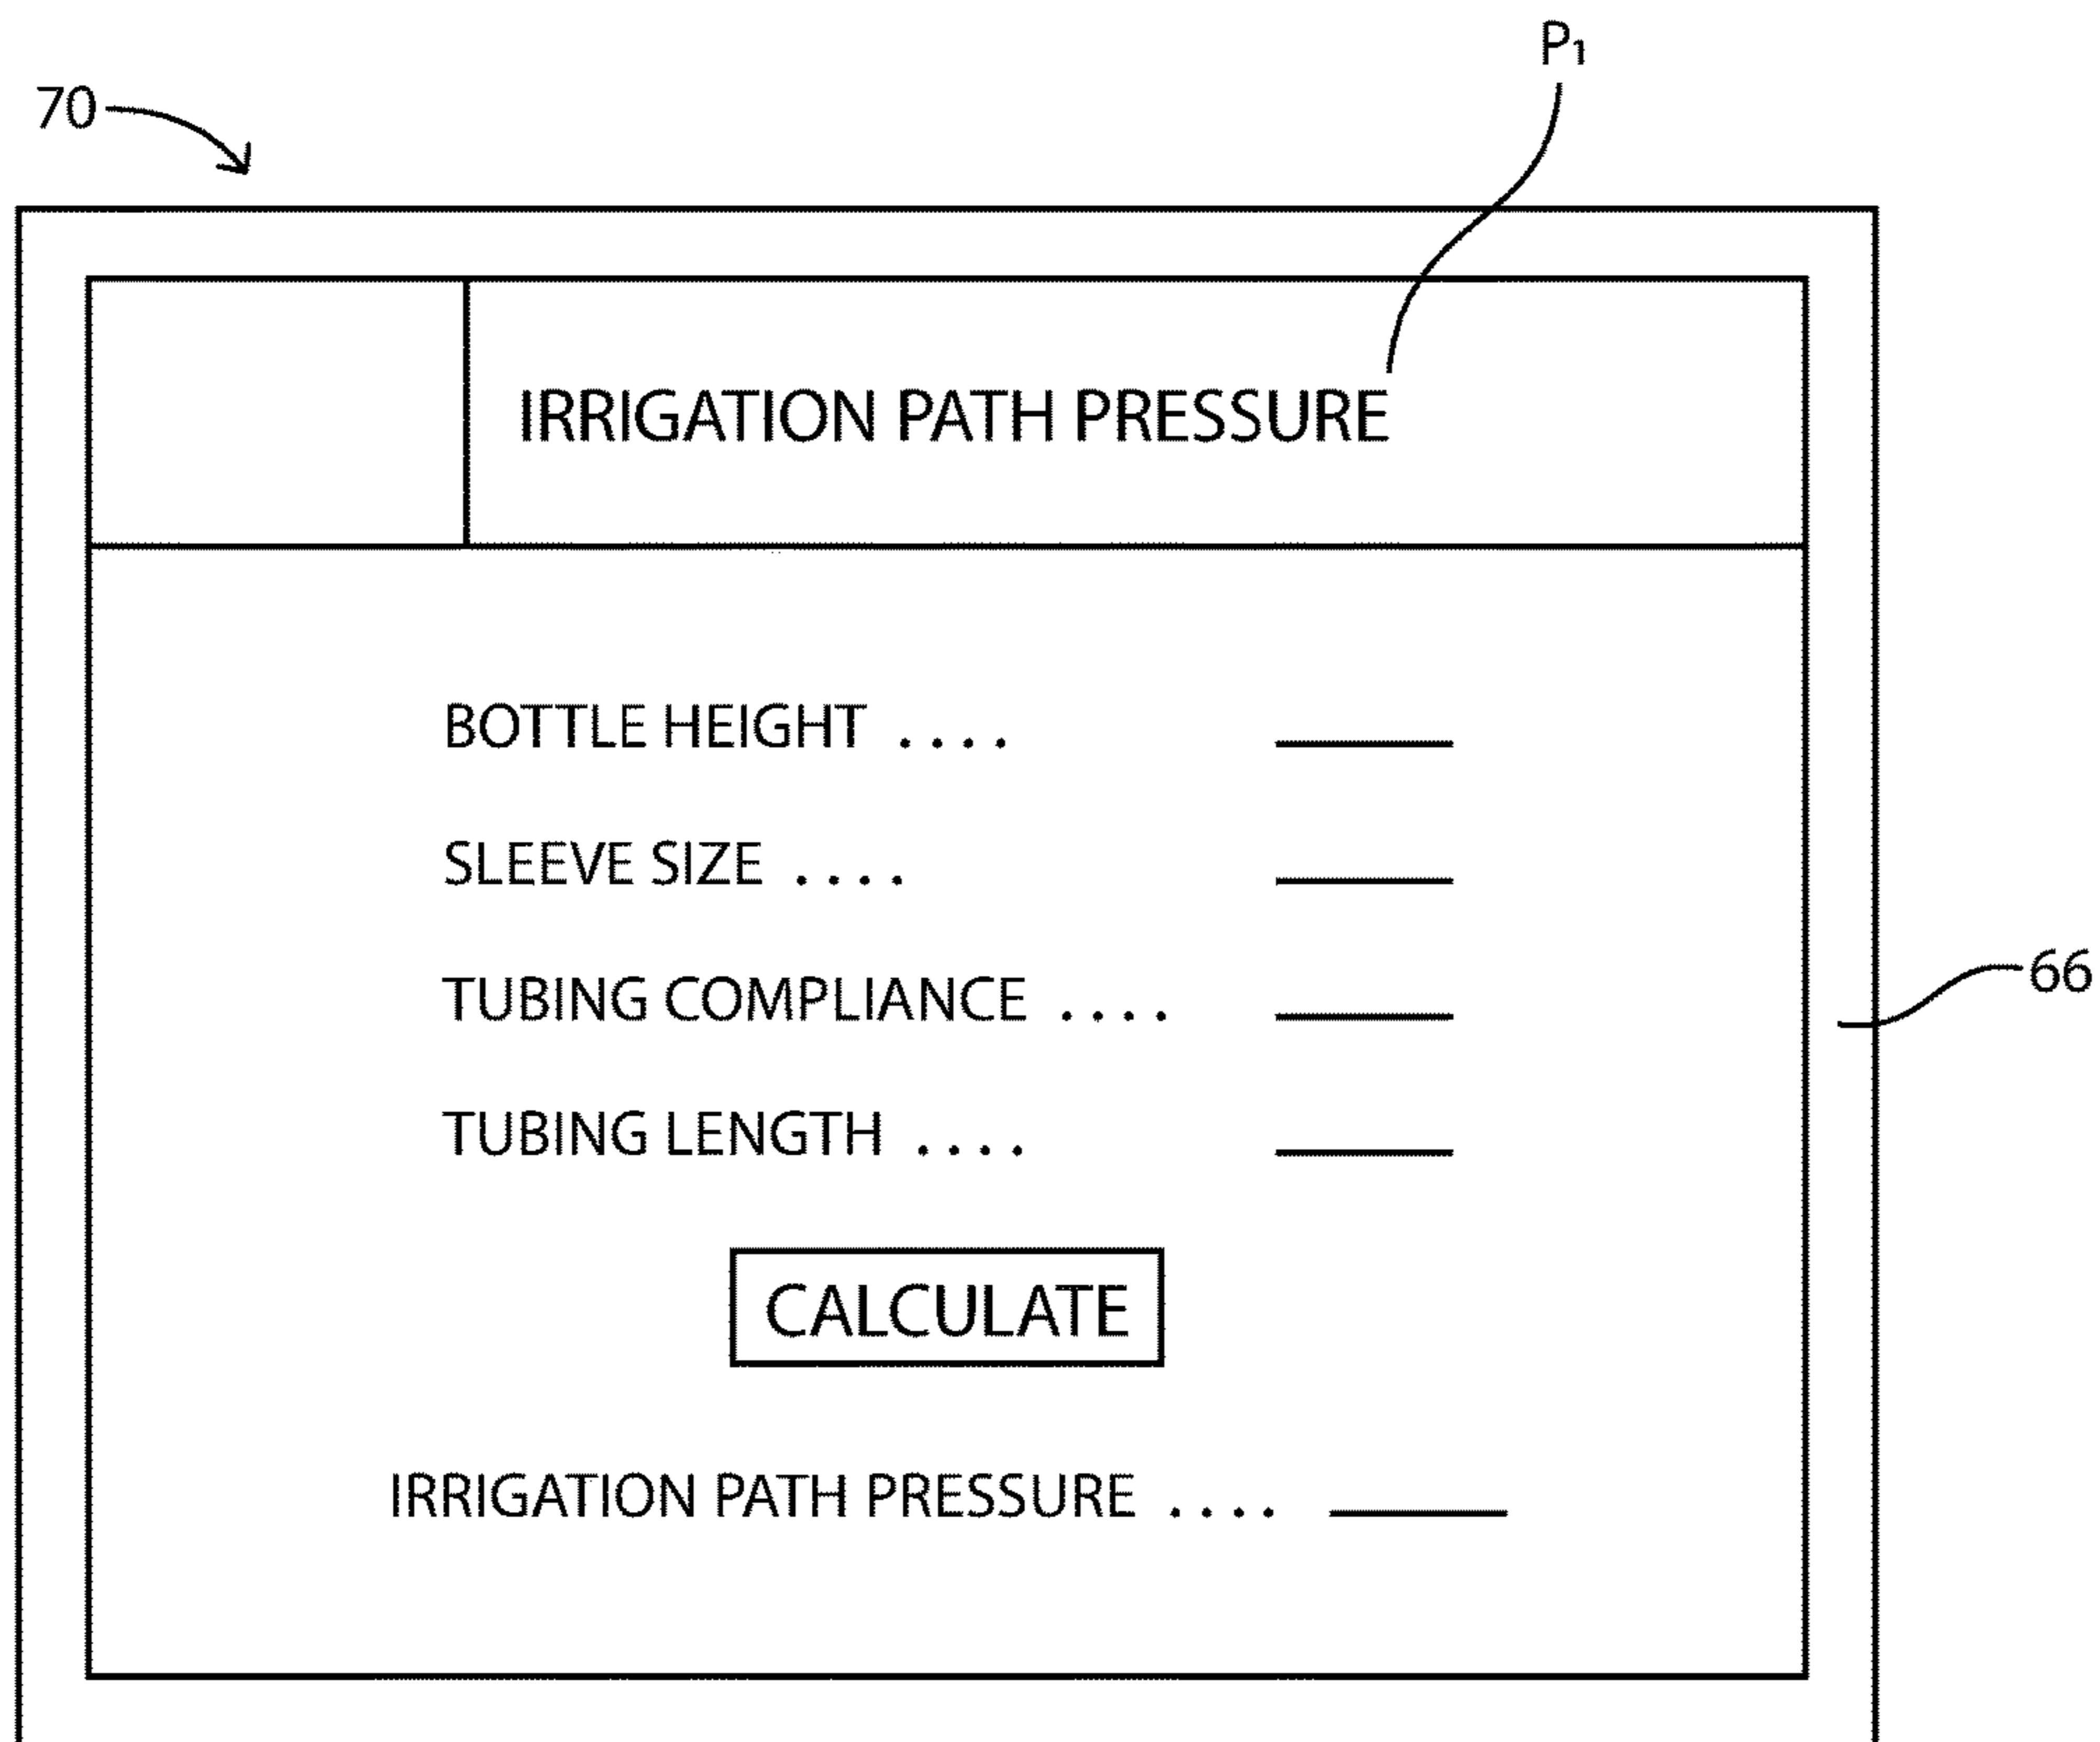 P₁
70
IRRIGATION PATH PRESSURE
BOTTLE HEIGHT . . . .
SLEEVE SIZE . . . .
TUBING COMPLIANCE . . . .
66
TUBING LENGTH . . . .
CALCULATE
IRRIGATION PATH PRESSURE . . . .